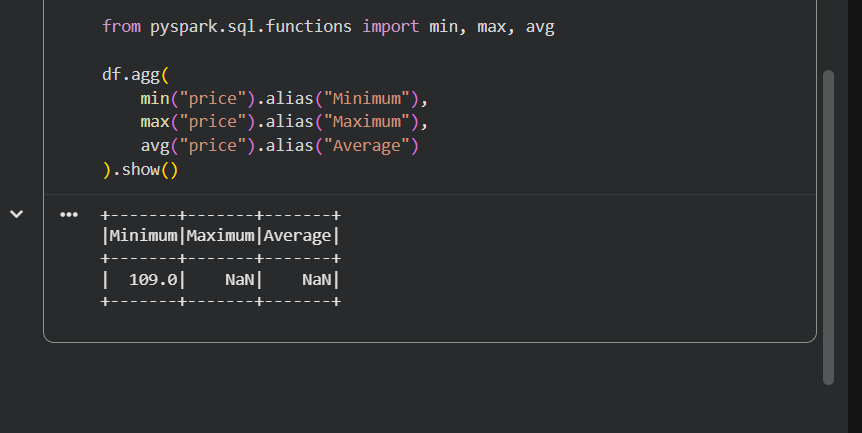 from pyspark.sql.functions import min, max, avg
df.agg(
    min("price").alias("Minimum"),
    max("price").alias("Maximum"),
    avg("price").alias("Average")
).show()
+-------+-------+-------+
|Minimum|Maximum|Average|
+-------+-------+-------+
|  109.0|    NaN|    NaN|
+-------+-------+-------+